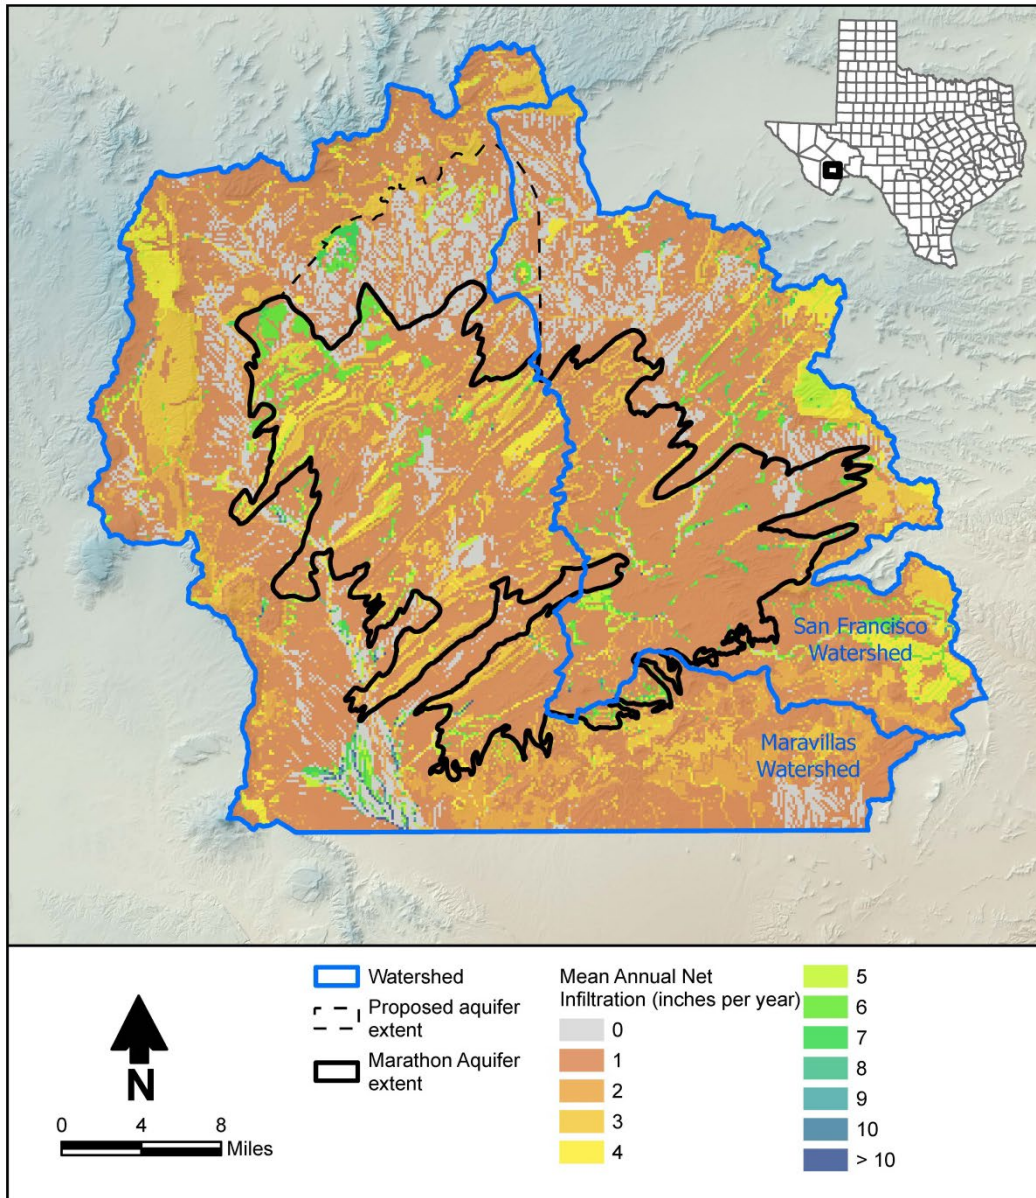 San Francisco
Watershed
Maravillas
Watershed
N
0 4 8
Miles
Watershed
Proposed aquifer
extent
Marathon Aquifer
extent
Mean Annual Net
Infiltration (inches per year)
0
1
2
3
4
5
6
7
8
9
10
> 10